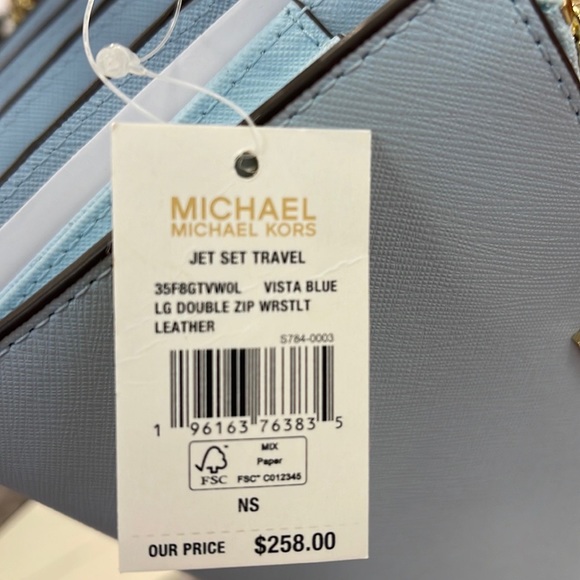 MICHAEL
MICHAEL KORS
JET SET TRAVEL
35F8GTVW0L VISTA BLUE
LG DOUBLE ZIP WRSTLT
LEATHER
S784-0003
1 96163 76383 5
FSC
MIX
Paper
FSC™ C012345
NS
OUR PRICE $258.00